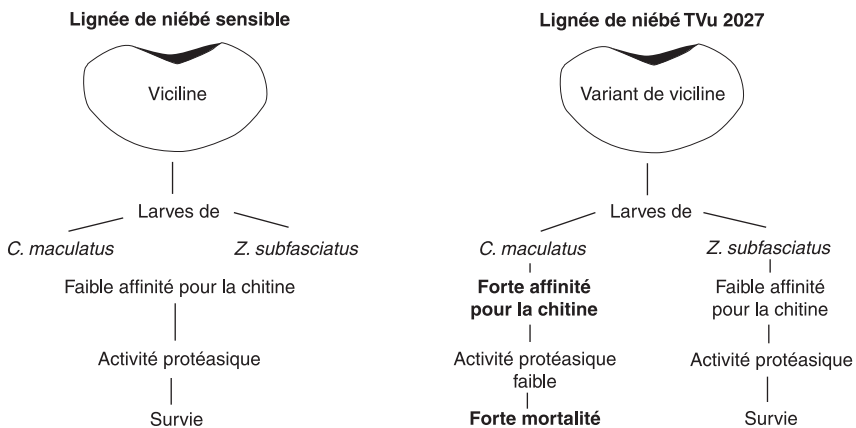 Lignée de niébé sensible
Viciline
Larves de
C. maculatus
Z. subfasciatus
Faible affinité pour la chitine
Activité protéasique
Survie
Lignée de niébé TVu 2027
Variant de viciline
Larves de
C. maculatus
Z. subfasciatus
Forte affinité
pour la chitine
Faible affinité
pour la chitine
Activité protéasique
faible
Activité protéasique
Forte mortalité
Survie